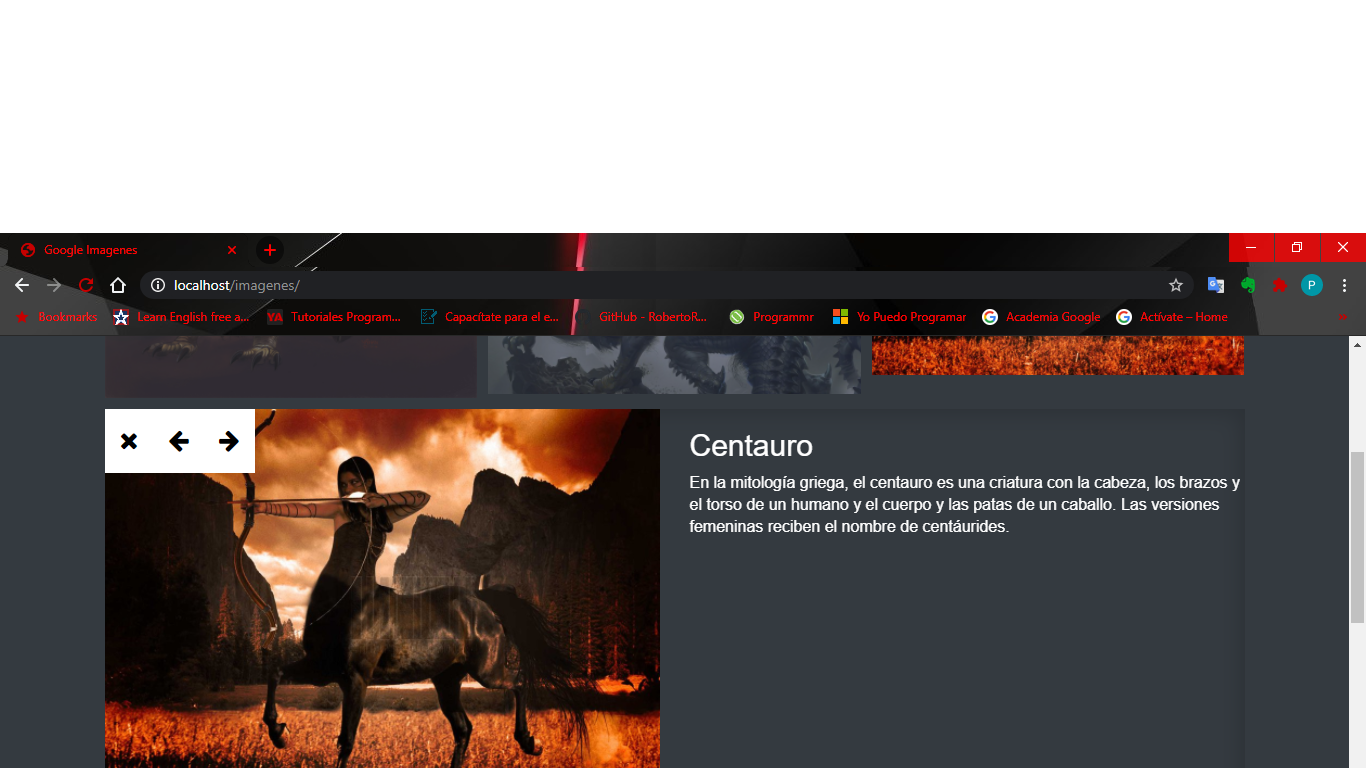 Google Imagenes
localhost/imagenes/
P
Bookmarks Learn English free a... YA Tutoriales Program... Capacítate para el e... GitHub - RobertoR... Programmr Yo Puedo Programar Academia Google Actívate – Home
Centauro
En la mitología griega, el centauro es una criatura con la cabeza, los brazos y
el torso de un humano y el cuerpo y las patas de un caballo. Las versiones
femeninas reciben el nombre de centáurides.